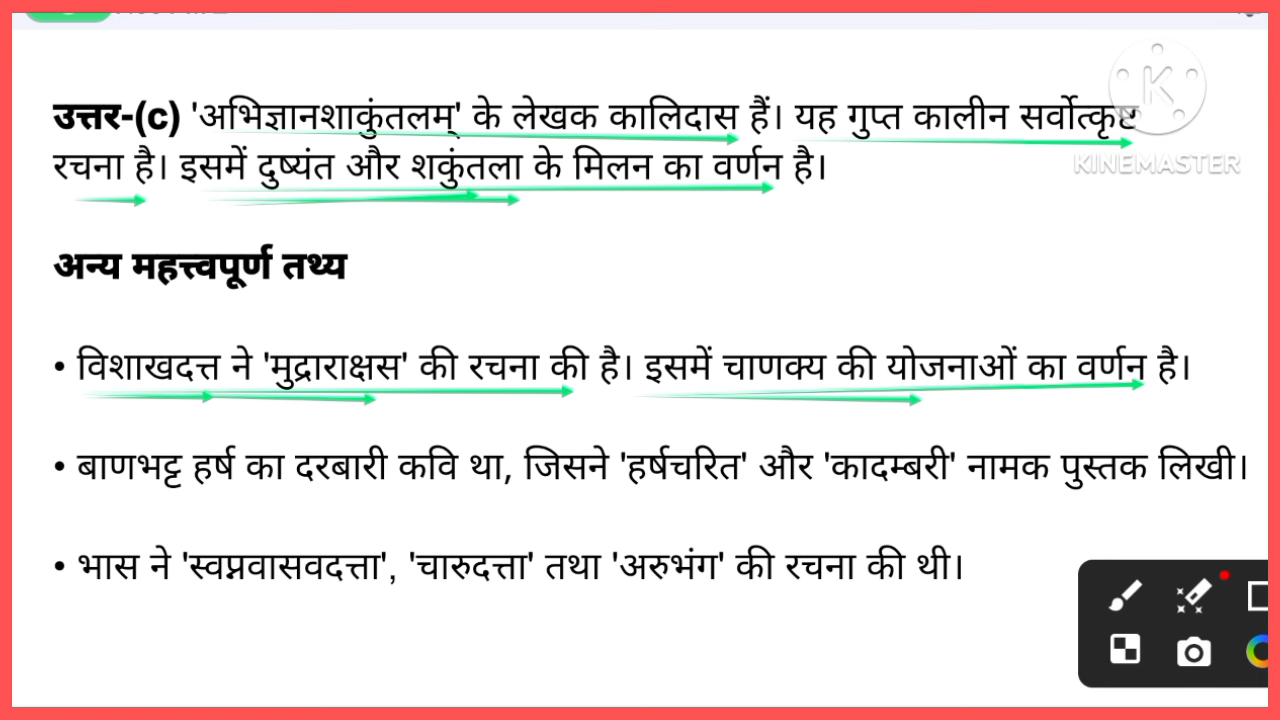 उत्तर-(c) 'अभिज्ञानशाकुंतलम्' के लेखक कालिदास हैं। यह गुप्त कालीन सर्वोत्कृष्ट
रचना है। इसमें दुष्यंत और शकुंतला के मिलन का वर्णन है।
KINEMASTER
अन्य महत्त्वपूर्ण तथ्य
• विशाखदत्त ने 'मुद्राराक्षस' की रचना की है। इसमें चाणक्य की योजनाओं का वर्णन है।
• बाणभट्ट हर्ष का दरबारी कवि था, जिसने 'हर्षचरित' और 'कादम्बरी' नामक पुस्तक लिखी।
• भास ने 'स्वप्नवासवदत्ता', 'चारुदत्ता' तथा 'अरुभंग' की रचना की थी।